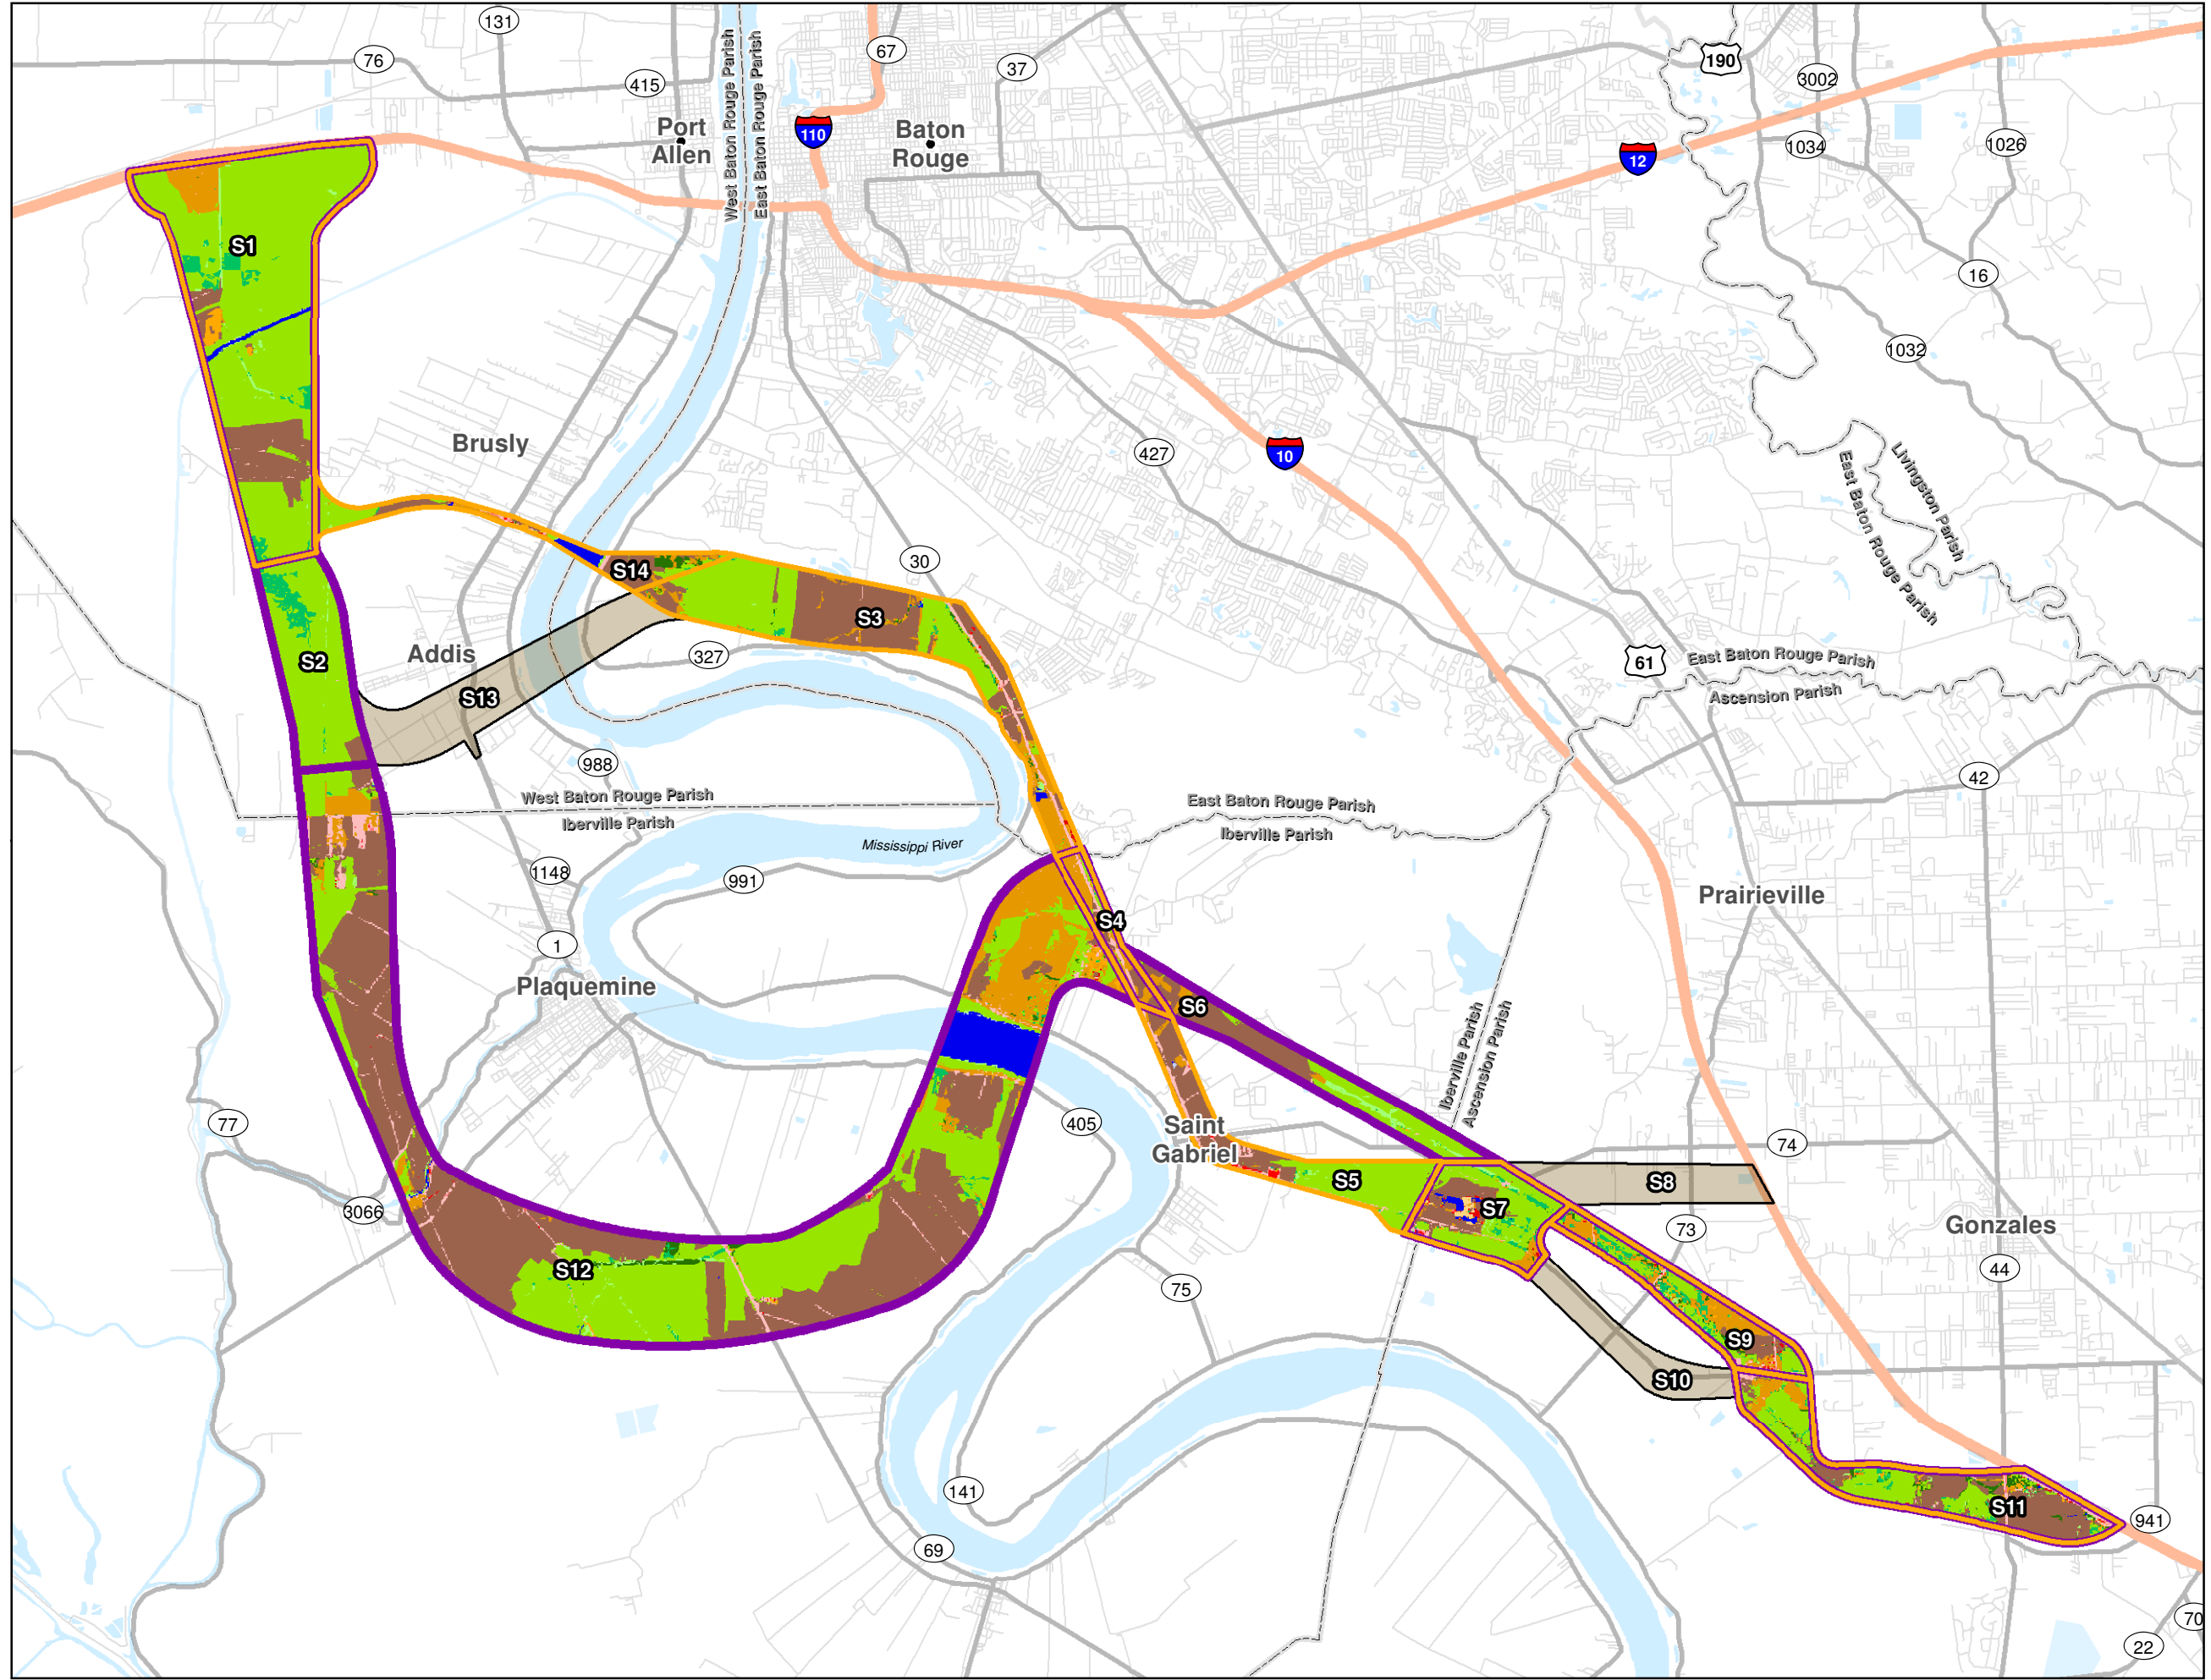 131
67
76
37
190
415
3002
West Baton Rouge Parish
East Baton Rouge Parish
Port
Allen
110
Baton
Rouge
12
1034
1026
S1
16
1032
Brusly
427
10
Livingston Parish
East Baton Rouge Parish
30
S14
S3
S2
Addis
327
61
East Baton Rouge Parish
Ascension Parish
S13
988
42
West Baton Rouge Parish
Iberville Parish
East Baton Rouge Parish
Iberville Parish
Mississippi River
1148
991
Prairieville
S4
1
Plaquemine
S6
Iberville Parish
Ascension Parish
77
405
Saint
Gabriel
74
S5
S8
3066
S7
73
Gonzales
S12
44
75
S9
S10
141
S11
941
69
70
22